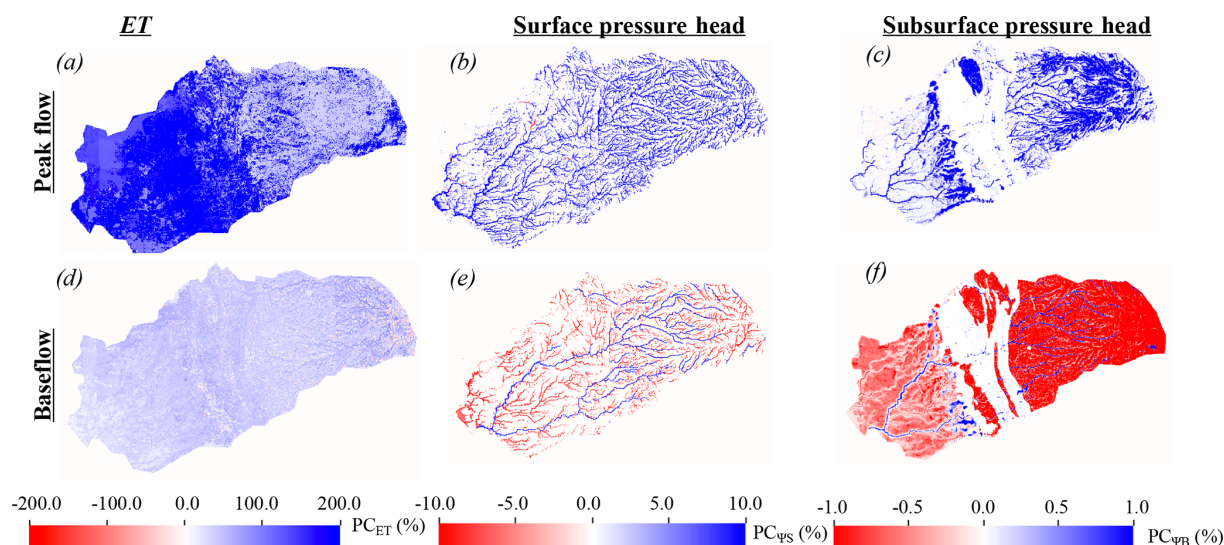 ET
Surface pressure head
Subsurface pressure head
Peak flow
(a)
(b)
(c)
Baseflow
(d)
(e)
(f)
-200.0 -100.0 0.0 100.0 200.0
PC_ET (%)
-10.0 -5.0 0.0 5.0 10.0
PC_ΨS (%)
-1.0 -0.5 0.0 0.5 1.0
PC_ΨB (%)